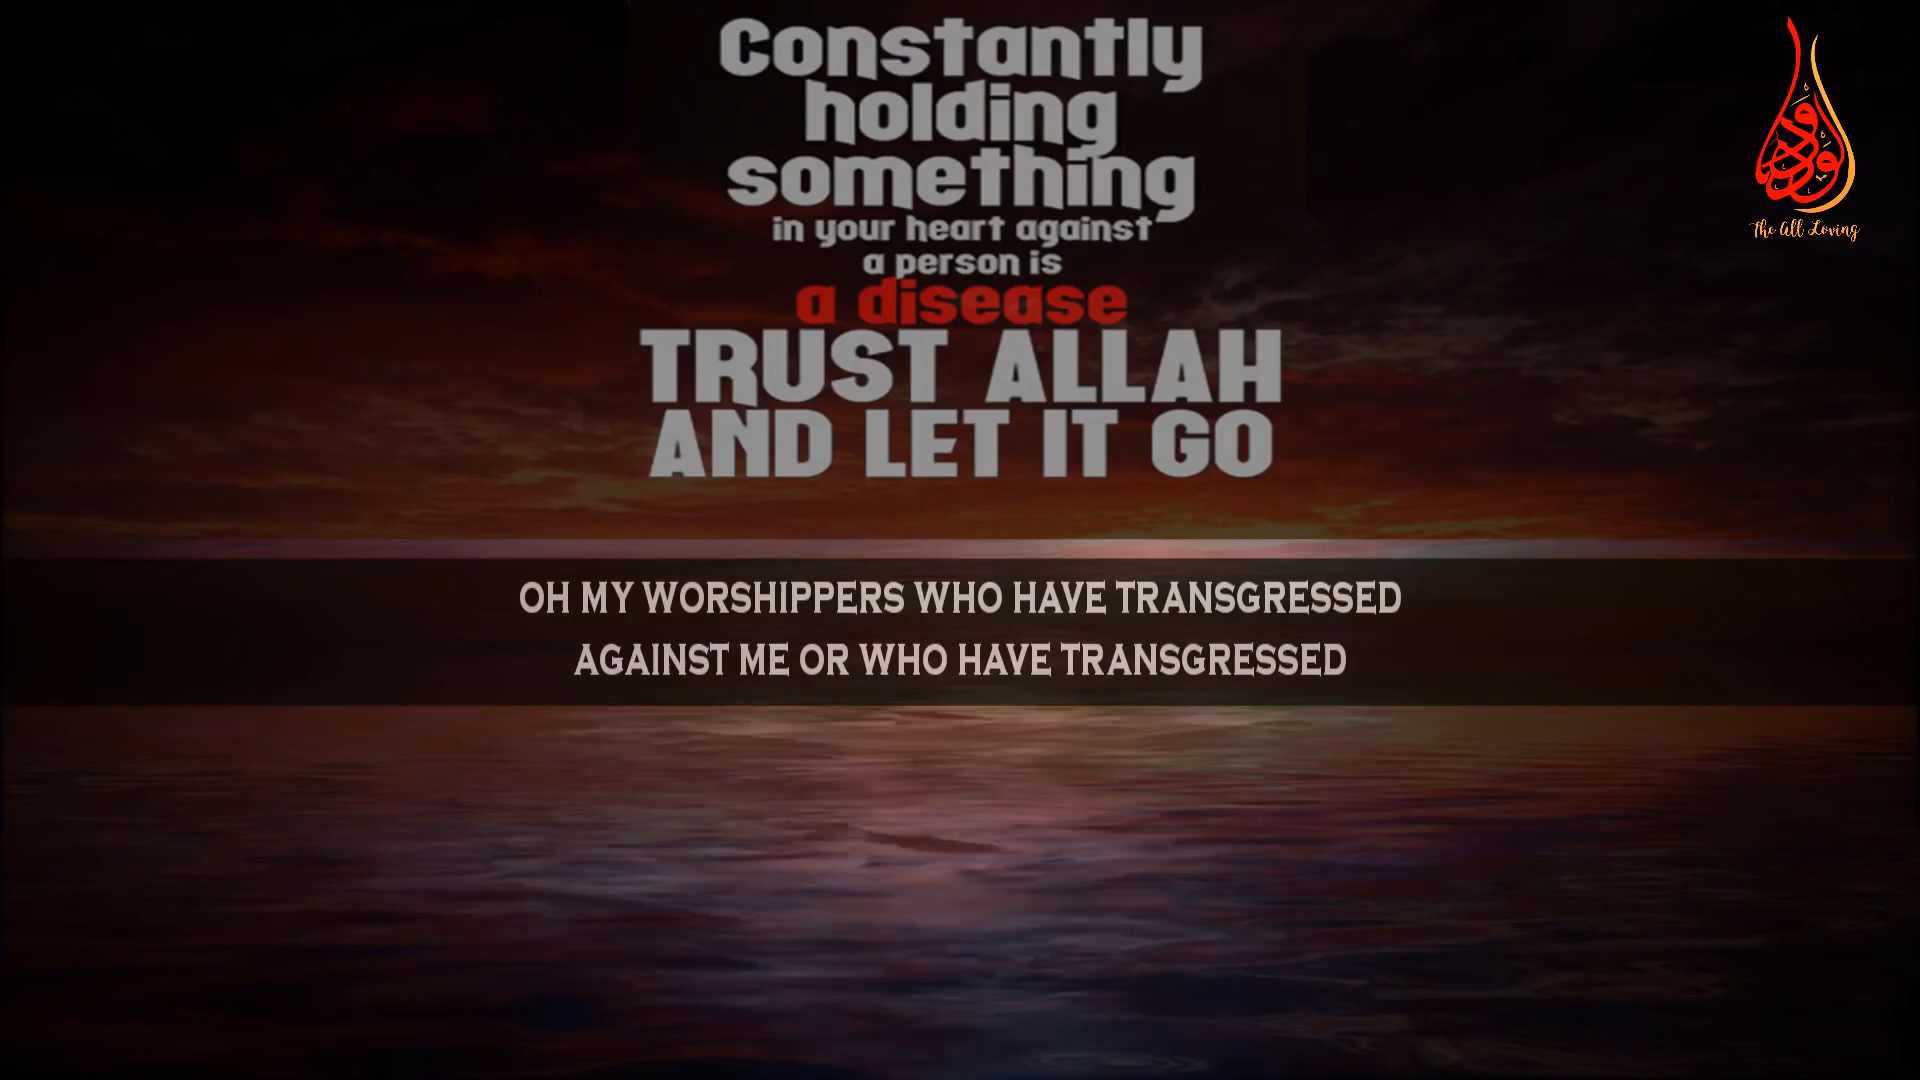 Constantly
holding
something
in your heart against
a person is
a disease
TRUST ALLAH
AND LET IT GO
الودود
The All Loving
OH MY WORSHIPPERS WHO HAVE TRANSGRESSED
AGAINST ME OR WHO HAVE TRANSGRESSED